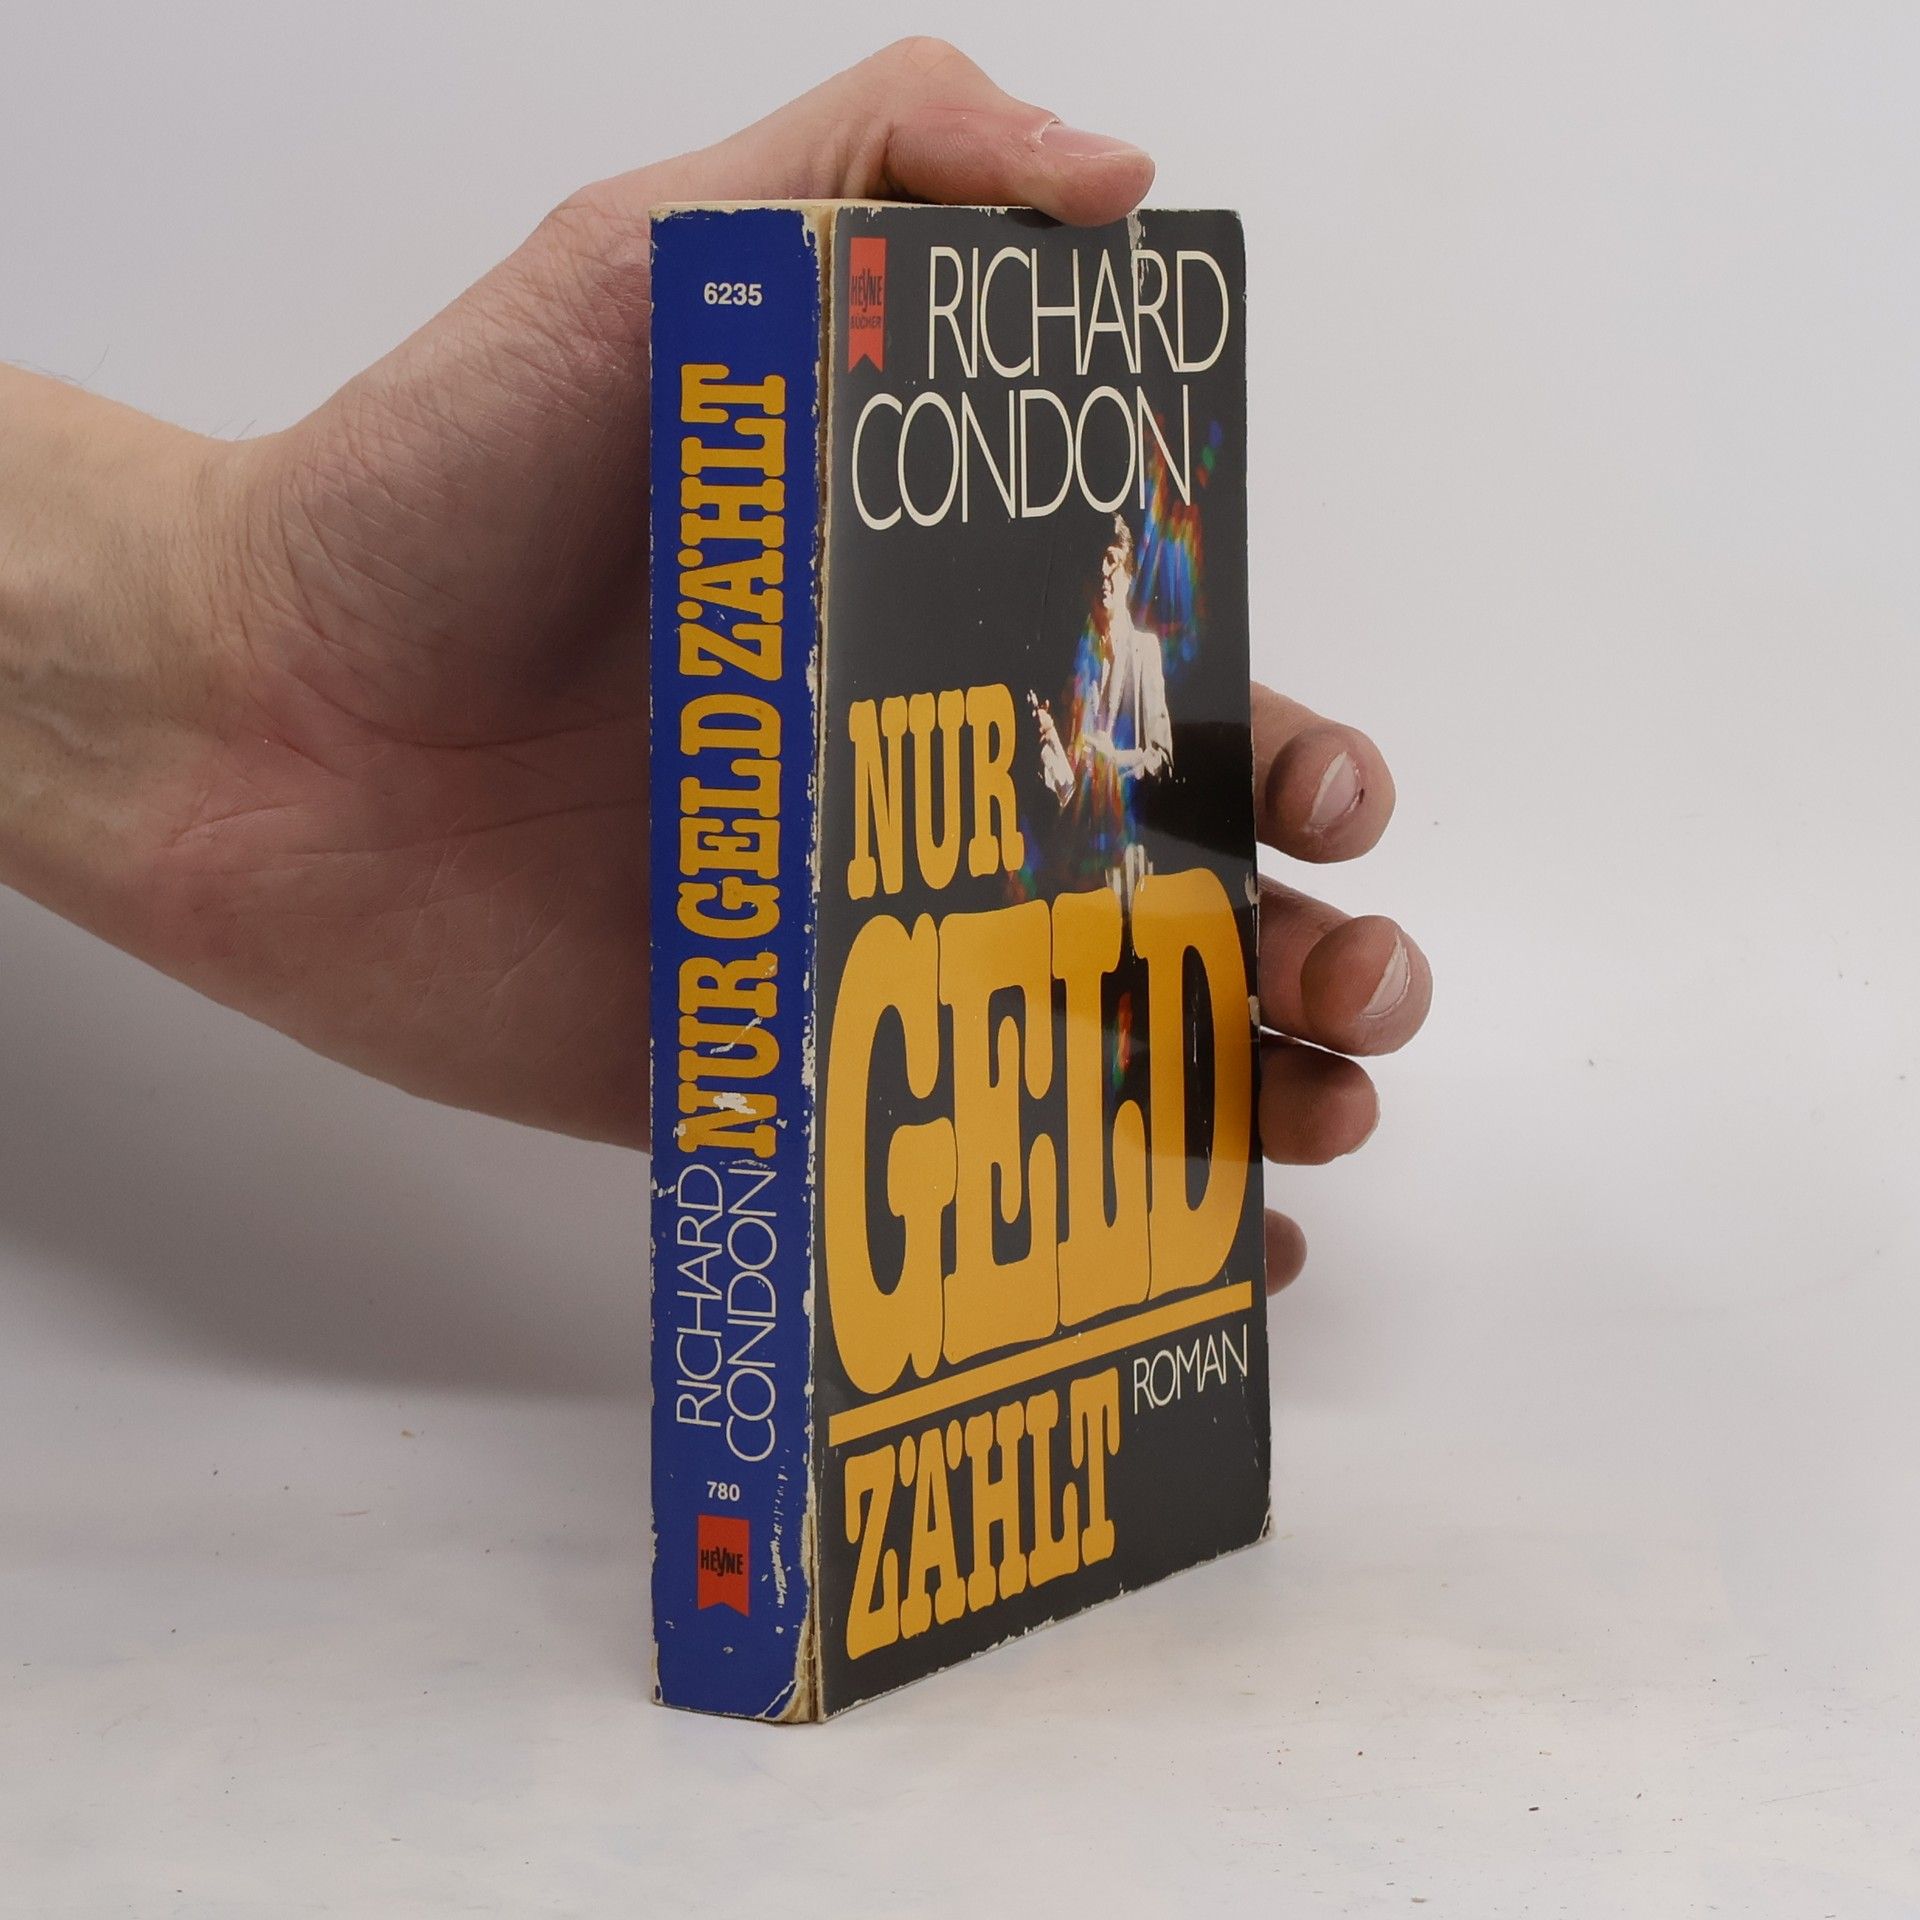 6235
NUR GELD ZÄHLT
RICHARD
CONDON
780
HEYNE
HEYNE
BÜCHER
RICHARD
CONDON
NUR
GELD
ZÄHLT
ROMAN